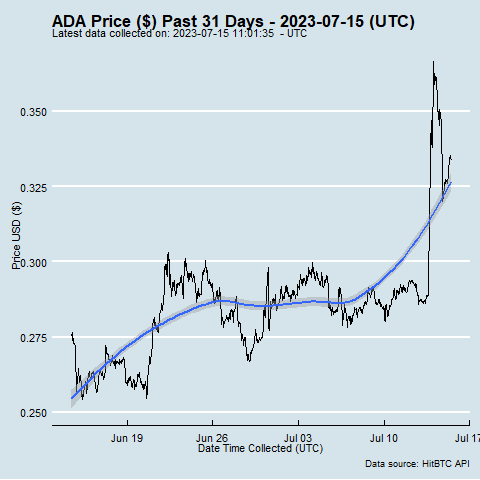 ADA Price ($) Past 31 Days - 2023-07-15 (UTC)
Latest data collected on: 2023-07-15 11:01:35 - UTC
Price USD ($)
0.350
0.325
0.300
0.275
0.250
Jun 19 Jun 26 Jul 03 Jul 10 Jul 17
Date Time Collected (UTC)
Data source: HitBTC API